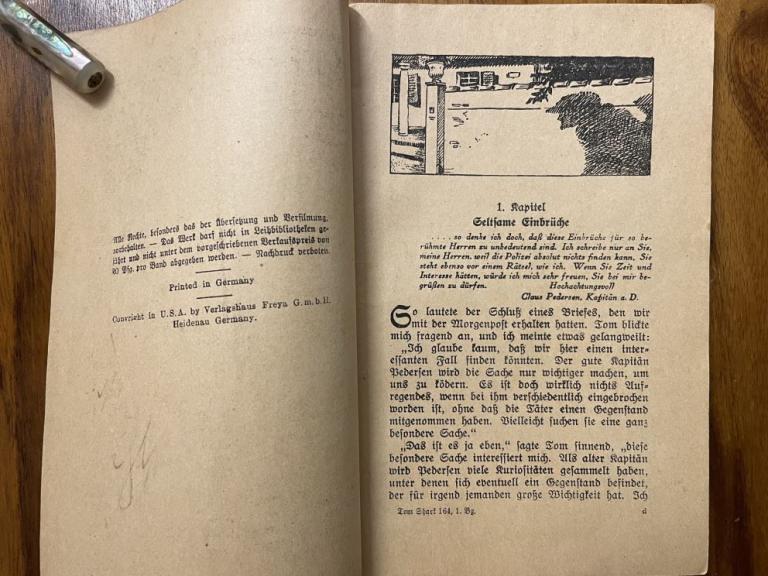 Alle Rechte, besonders das der Übersetzung und Verfilmung,
vorbehalten. — Das Werk darf nicht in Leihbibliotheken ge-
führt und nicht unter dem vorgeschriebenen Verkaufspreis von
Pfg. pro Band abgegeben werden. — Nachdruck verboten.
Printed in Germany
Copyright in U.S.A. by Verlagshaus Freya G.m.b.H.
Heidenau Germany.
1. Kapitel
Seltsame Einbrüche
. . . . so denke ich doch, daß diese Einbrüche für so be-
rühmte Herren zu unbedeutend sind. Ich schreibe nur an Sie,
meine Herren, weil die Polizei absolut nichts finden kann. Sie
steht ebenso vor einem Rätsel, wie ich. Wenn Sie Zeit und
Interesse hätten, würde ich mich sehr freuen, Sie bei mir be-
grüßen zu dürfen. Hochachtungsvoll
Claus Pedersen, Kapitän a. D.
So lautete der Schluß eines Briefes, den wir
mit der Morgenpost erhalten hatten. Tom blickte
mich fragend an, und ich meinte etwas gelangweilt:
„Ich glaube kaum, daß wir hier einen inter-
essanten Fall finden könnten. Der gute Kapitän
Pedersen wird die Sache nur wichtiger machen, um
uns zu ködern. Es ist doch wirklich nichts Auf-
regendes, wenn bei ihm verschiedentlich eingebrochen
worden ist, ohne daß die Täter einen Gegenstand
mitgenommen haben. Vielleicht suchen sie eine ganz
besondere Sache.“
„Das ist es ja eben,“ sagte Tom sinnend, „diese
besondere Sache interessiert mich. Als alter Kapitän
wird Pedersen viele Kuriositäten gesammelt haben,
unter denen sich eventuell ein Gegenstand befindet,
der für irgend jemanden große Wichtigkeit hat. Ich
Tom Shark 164, 1. Bg.